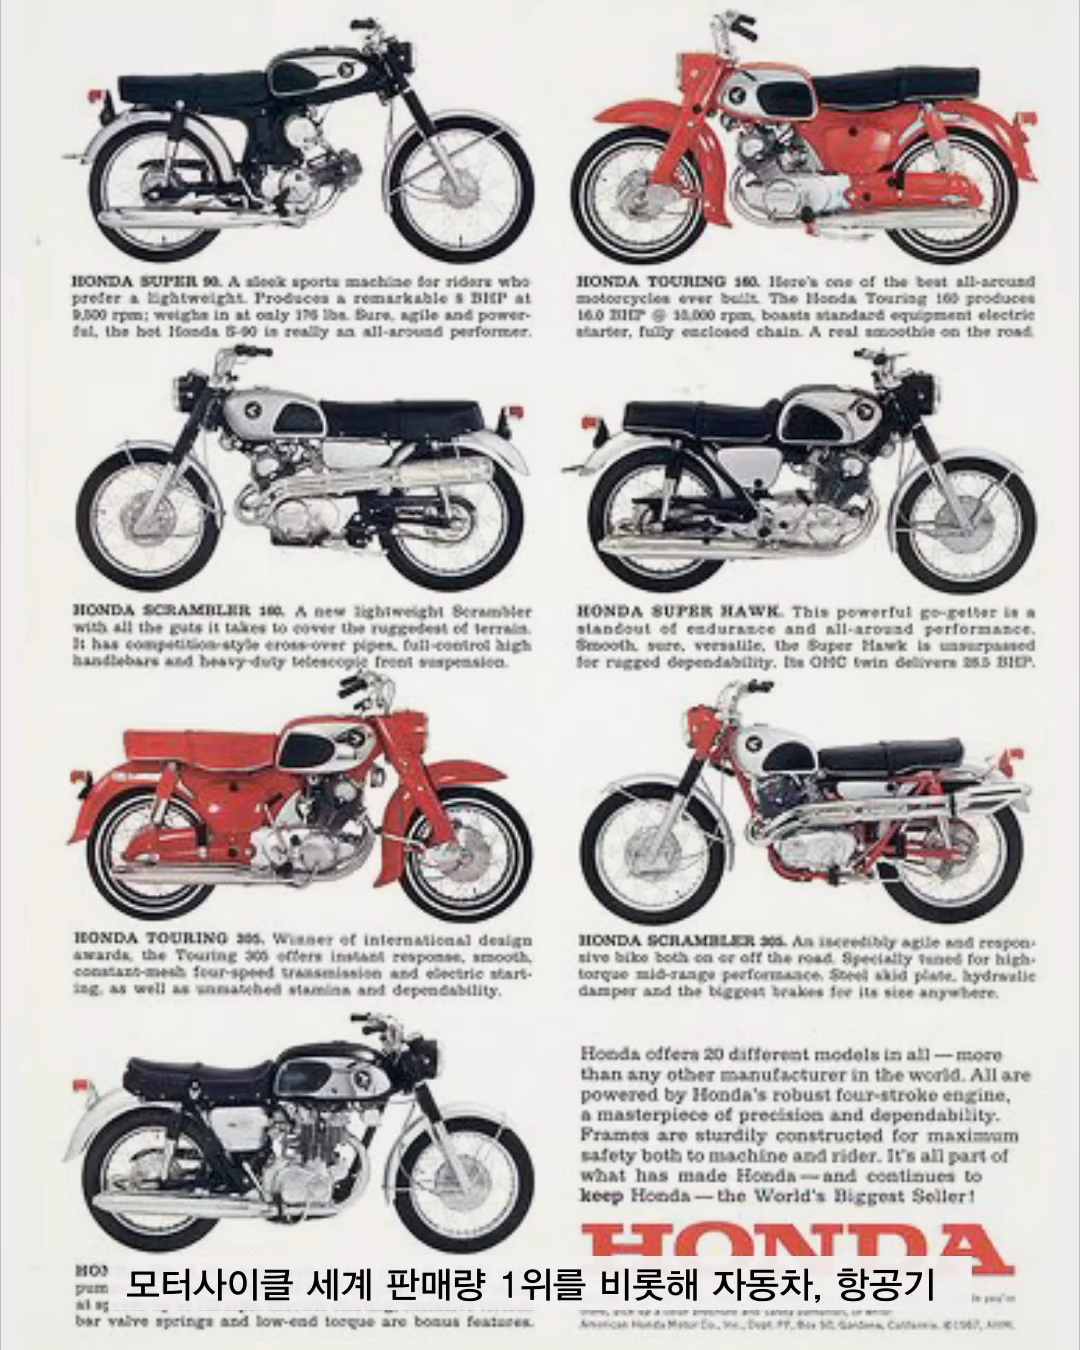 HONDA SUPER 90. A sleek sports machine for riders who
prefer a lightweight. Produces a remarkable 8 BHP at
9,500 rpm; weighs in at only 176 lbs. Sure, agile and power-
ful, the hot Honda S-90 is really an all-around performer.
HONDA TOURING 160. Here's one of the best all-around
motorcycles ever built. The Honda Touring 160 produces
16.0 BHP @ 10,000 rpm, boasts standard equipment electric
starter, fully enclosed chain. A real smoothie on the road.
HONDA SCRAMBLER 160. A new lightweight Scrambler
with all the guts it takes to cover the ruggedest of terrain.
It has competition-style cross-over pipes, full-control high
handlebars and heavy-duty telescopic front suspension.
HONDA SUPER HAWK. This powerful go-getter is a
standout of endurance and all-around performance.
Smooth, sure, versatile, the Super Hawk is unsurpassed
for rugged dependability. Its OHC twin delivers 28.5 BHP.
HONDA TOURING 305. Winner of international design
awards, the Touring 305 offers instant response, smooth,
constant-mesh four-speed transmission and electric start-
ing, as well as unmatched stamina and dependability.
HONDA SCRAMBLER 305. An incredibly agile and respon-
sive bike both on or off the road. Specially tuned for high-
torque mid-range performance. Steel skid plate, hydraulic
damper and the biggest brakes for its size anywhere.
Honda offers 20 different models in all — more
than any other manufacturer in the world. All are
powered by Honda's robust four-stroke engine,
a masterpiece of precision and dependability.
Frames are sturdily constructed for maximum
safety both to machine and rider. It's all part of
what has made Honda — and continues to
keep Honda — the World's Biggest Seller!
HONDA
모터사이클 세계 판매량 1위를 비롯해 자동차, 항공기
bar valve springs and low-end torque are bonus features.
American Honda Motor Co., Inc., Dept. PF, Box 50, Gardena, California. ©1967, AHM.